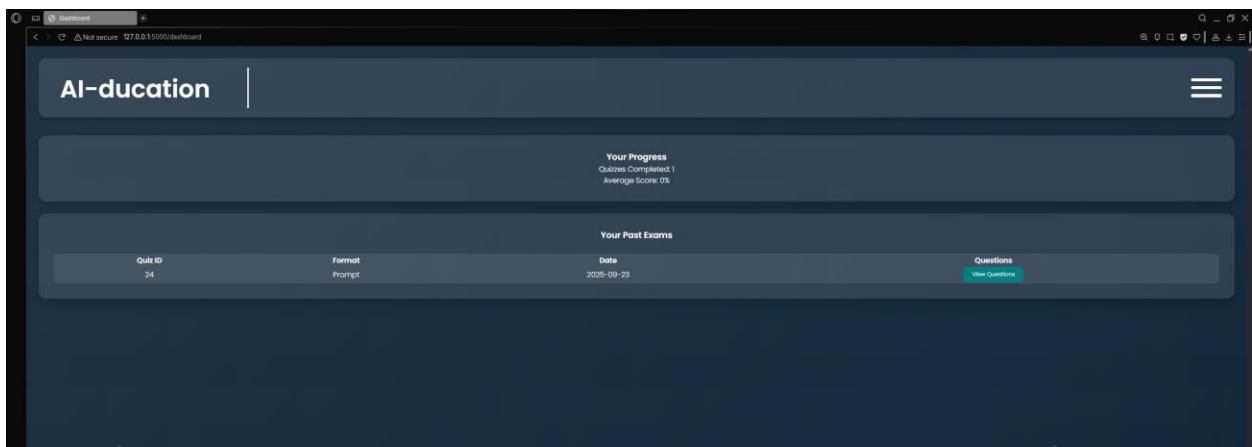 Dashboard
Not secure 127.0.0.1:5000/dashboard
AI-ducation
Your Progress
Quizzes Completed: 1
Average Score: 0%
Your Past Exams
Quiz ID Format Date Questions
24 Prompt 2025-09-23 View Questions